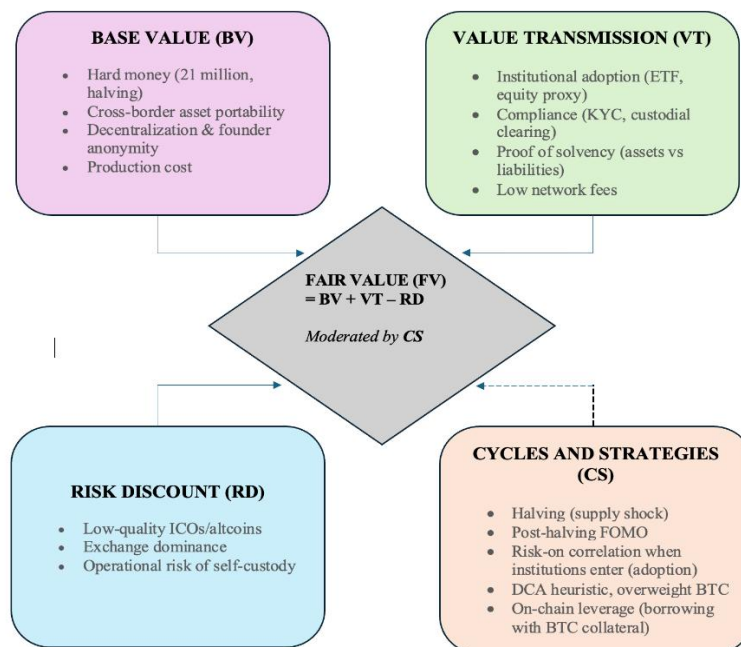 BASE VALUE (BV)
• Hard money (21 million,
halving)
• Cross-border asset portability
• Decentralization & founder
anonymity
• Production cost
VALUE TRANSMISSION (VT)
• Institutional adoption (ETF,
equity proxy)
• Compliance (KYC, custodial
clearing)
• Proof of solvency (assets vs
liabilities)
• Low network fees
FAIR VALUE (FV)
= BV + VT – RD
Moderated by CS
RISK DISCOUNT (RD)
• Low-quality ICOs/altcoins
• Exchange dominance
• Operational risk of self-custody
CYCLES AND STRATEGIES
(CS)
• Halving (supply shock)
• Post-halving FOMO
• Risk-on correlation when
institutions enter (adoption)
• DCA heuristic, overweight BTC
• On-chain leverage (borrowing
with BTC collateral)